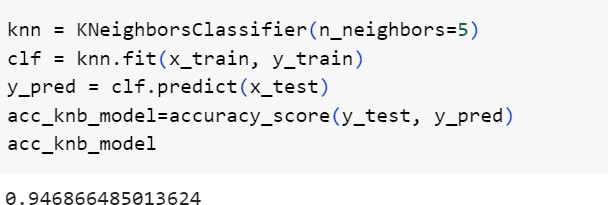 knn = KNeighborsClassifier(n_neighbors=5)
clf = knn.fit(x_train, y_train)
y_pred = clf.predict(x_test)
acc_knb_model=accuracy_score(y_test, y_pred)
acc_knb_model
0.946866485013624